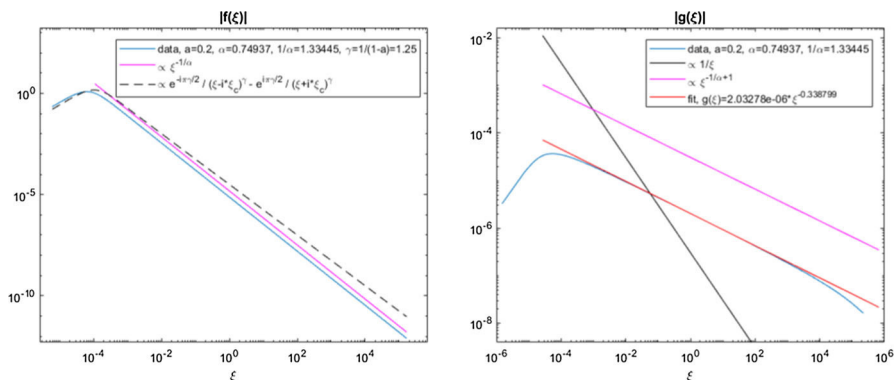 |f(ξ)|
data, a=0.2, α=0.74937, 1/α=1.33445, γ=1/(1-a)=1.25
∝ ξ^-1/α
∝ e^-iπγ/2 / (ξ-i*ξ_c)^γ - e^iπγ/2 / (ξ+i*ξ_c)^γ
10^0
10^-5
10^-10
10^-4
10^-2
10^0
10^2
10^4
ξ
|g(ξ)|
data, a=0.2, α=0.74937, 1/α=1.33445
∝ 1/ξ
∝ ξ^-1/α+1
fit, g(ξ)=2.03278e-06*ξ^-0.338799
10^-2
10^-4
10^-6
10^-8
10^-6
10^-4
10^-2
10^0
10^2
10^4
10^6
ξ